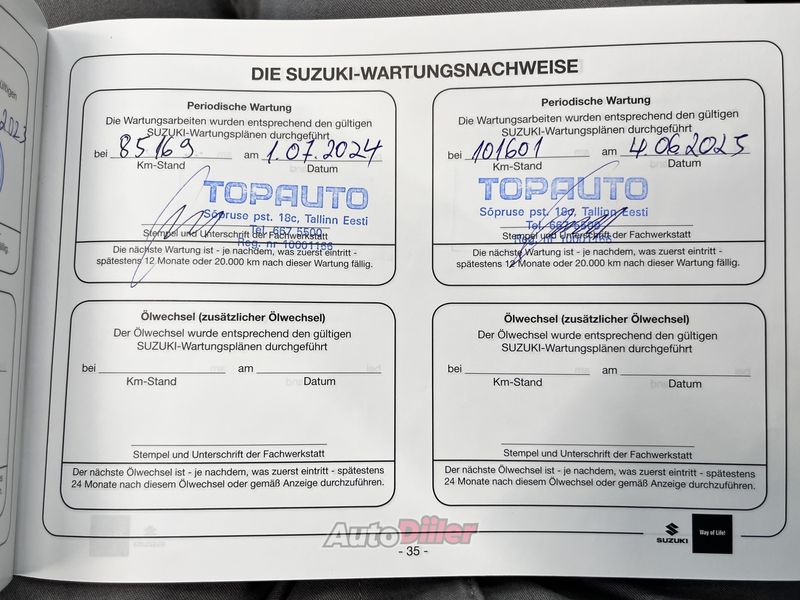 DIE SUZUKI-WARTUNGSNACHWEISE
Periodische Wartung
Die Wartungsarbeiten wurden entsprechend den gültigen
SUZUKI-Wartungsplänen durchgeführt
bei 85169 am 1.07.2024
Km-Stand Datum
TOPAUTO
Sõpruse pst. 18c, Tallinn Eesti
Tel. 667 5500
Stempel und Unterschrift der Fachwerkstatt
Reg. nr 10001166
Die nächste Wartung ist - je nachdem, was zuerst eintritt -
spätestens 12 Monate oder 20.000 km nach dieser Wartung fällig.
Periodische Wartung
Die Wartungsarbeiten wurden entsprechend den gültigen
SUZUKI-Wartungsplänen durchgeführt
bei 101601 am 4.06.2025
Km-Stand Datum
TOPAUTO
Sõpruse pst. 18c, Tallinn Eesti
Tel. 667 5500
Stempel und Unterschrift der Fachwerkstatt
Reg. nr 10001166
Die nächste Wartung ist - je nachdem, was zuerst eintritt -
spätestens 12 Monate oder 20.000 km nach dieser Wartung fällig.
Ölwechsel (zusätzlicher Ölwechsel)
Der Ölwechsel wurde entsprechend den gültigen
SUZUKI-Wartungsplänen durchgeführt
bei am
Km-Stand Datum
Stempel und Unterschrift der Fachwerkstatt
Der nächste Ölwechsel ist - je nachdem, was zuerst eintritt - spätestens
24 Monate nach diesem Ölwechsel oder gemäß Anzeige durchzuführen.
Ölwechsel (zusätzlicher Ölwechsel)
Der Ölwechsel wurde entsprechend den gültigen
SUZUKI-Wartungsplänen durchgeführt
bei am
Km-Stand Datum
Stempel und Unterschrift der Fachwerkstatt
Der nächste Ölwechsel ist - je nachdem, was zuerst eintritt - spätestens
24 Monate nach diesem Ölwechsel oder gemäß Anzeige durchzuführen.
AutoDiiler
- 35 -
SUZUKI
Way of Life!